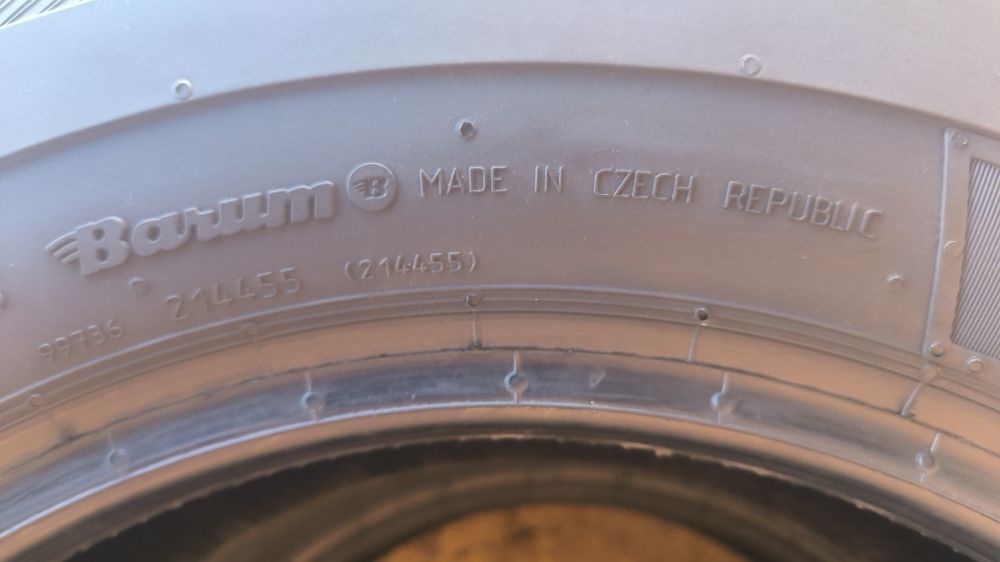 Barum B MADE IN CZECH REPUBLIC
99736 214455 (214455)